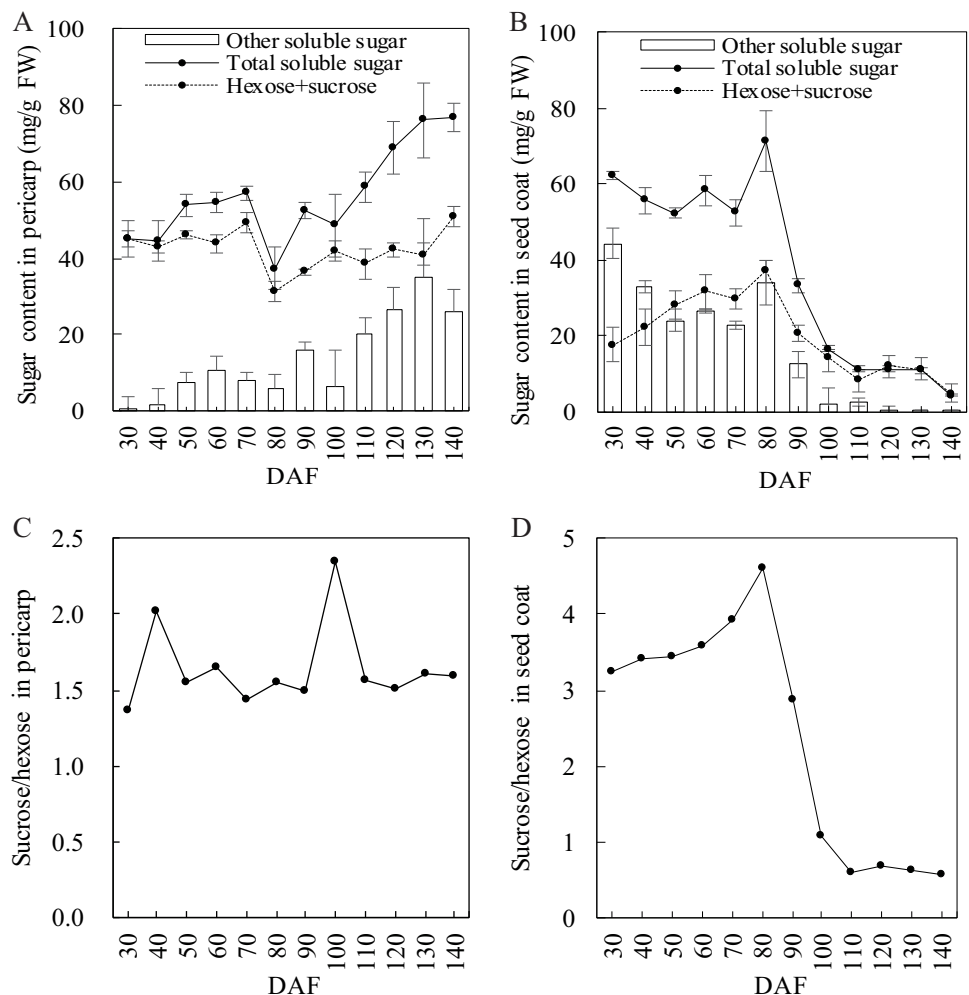 A
Sugar content in pericarp (mg/g FW)
100
80
60
40
20
0
Other soluble sugar
Total soluble sugar
Hexose+sucrose
30 40 50 60 70 80 90 100 110 120 130 140
DAF
B
Sugar content in seed coat (mg/g FW)
100
80
60
40
20
0
Other soluble sugar
Total soluble sugar
Hexose+sucrose
30 40 50 60 70 80 90 100 110 120 130 140
DAF
C
Sucrose/hexose in pericarp
2.5
2.0
1.5
1.0
0.5
0.0
30 40 50 60 70 80 90 100 110 120 130 140
DAF
D
Sucrose/hexose in seed coat
5
4
3
2
1
0
30 40 50 60 70 80 90 100 110 120 130 140
DAF